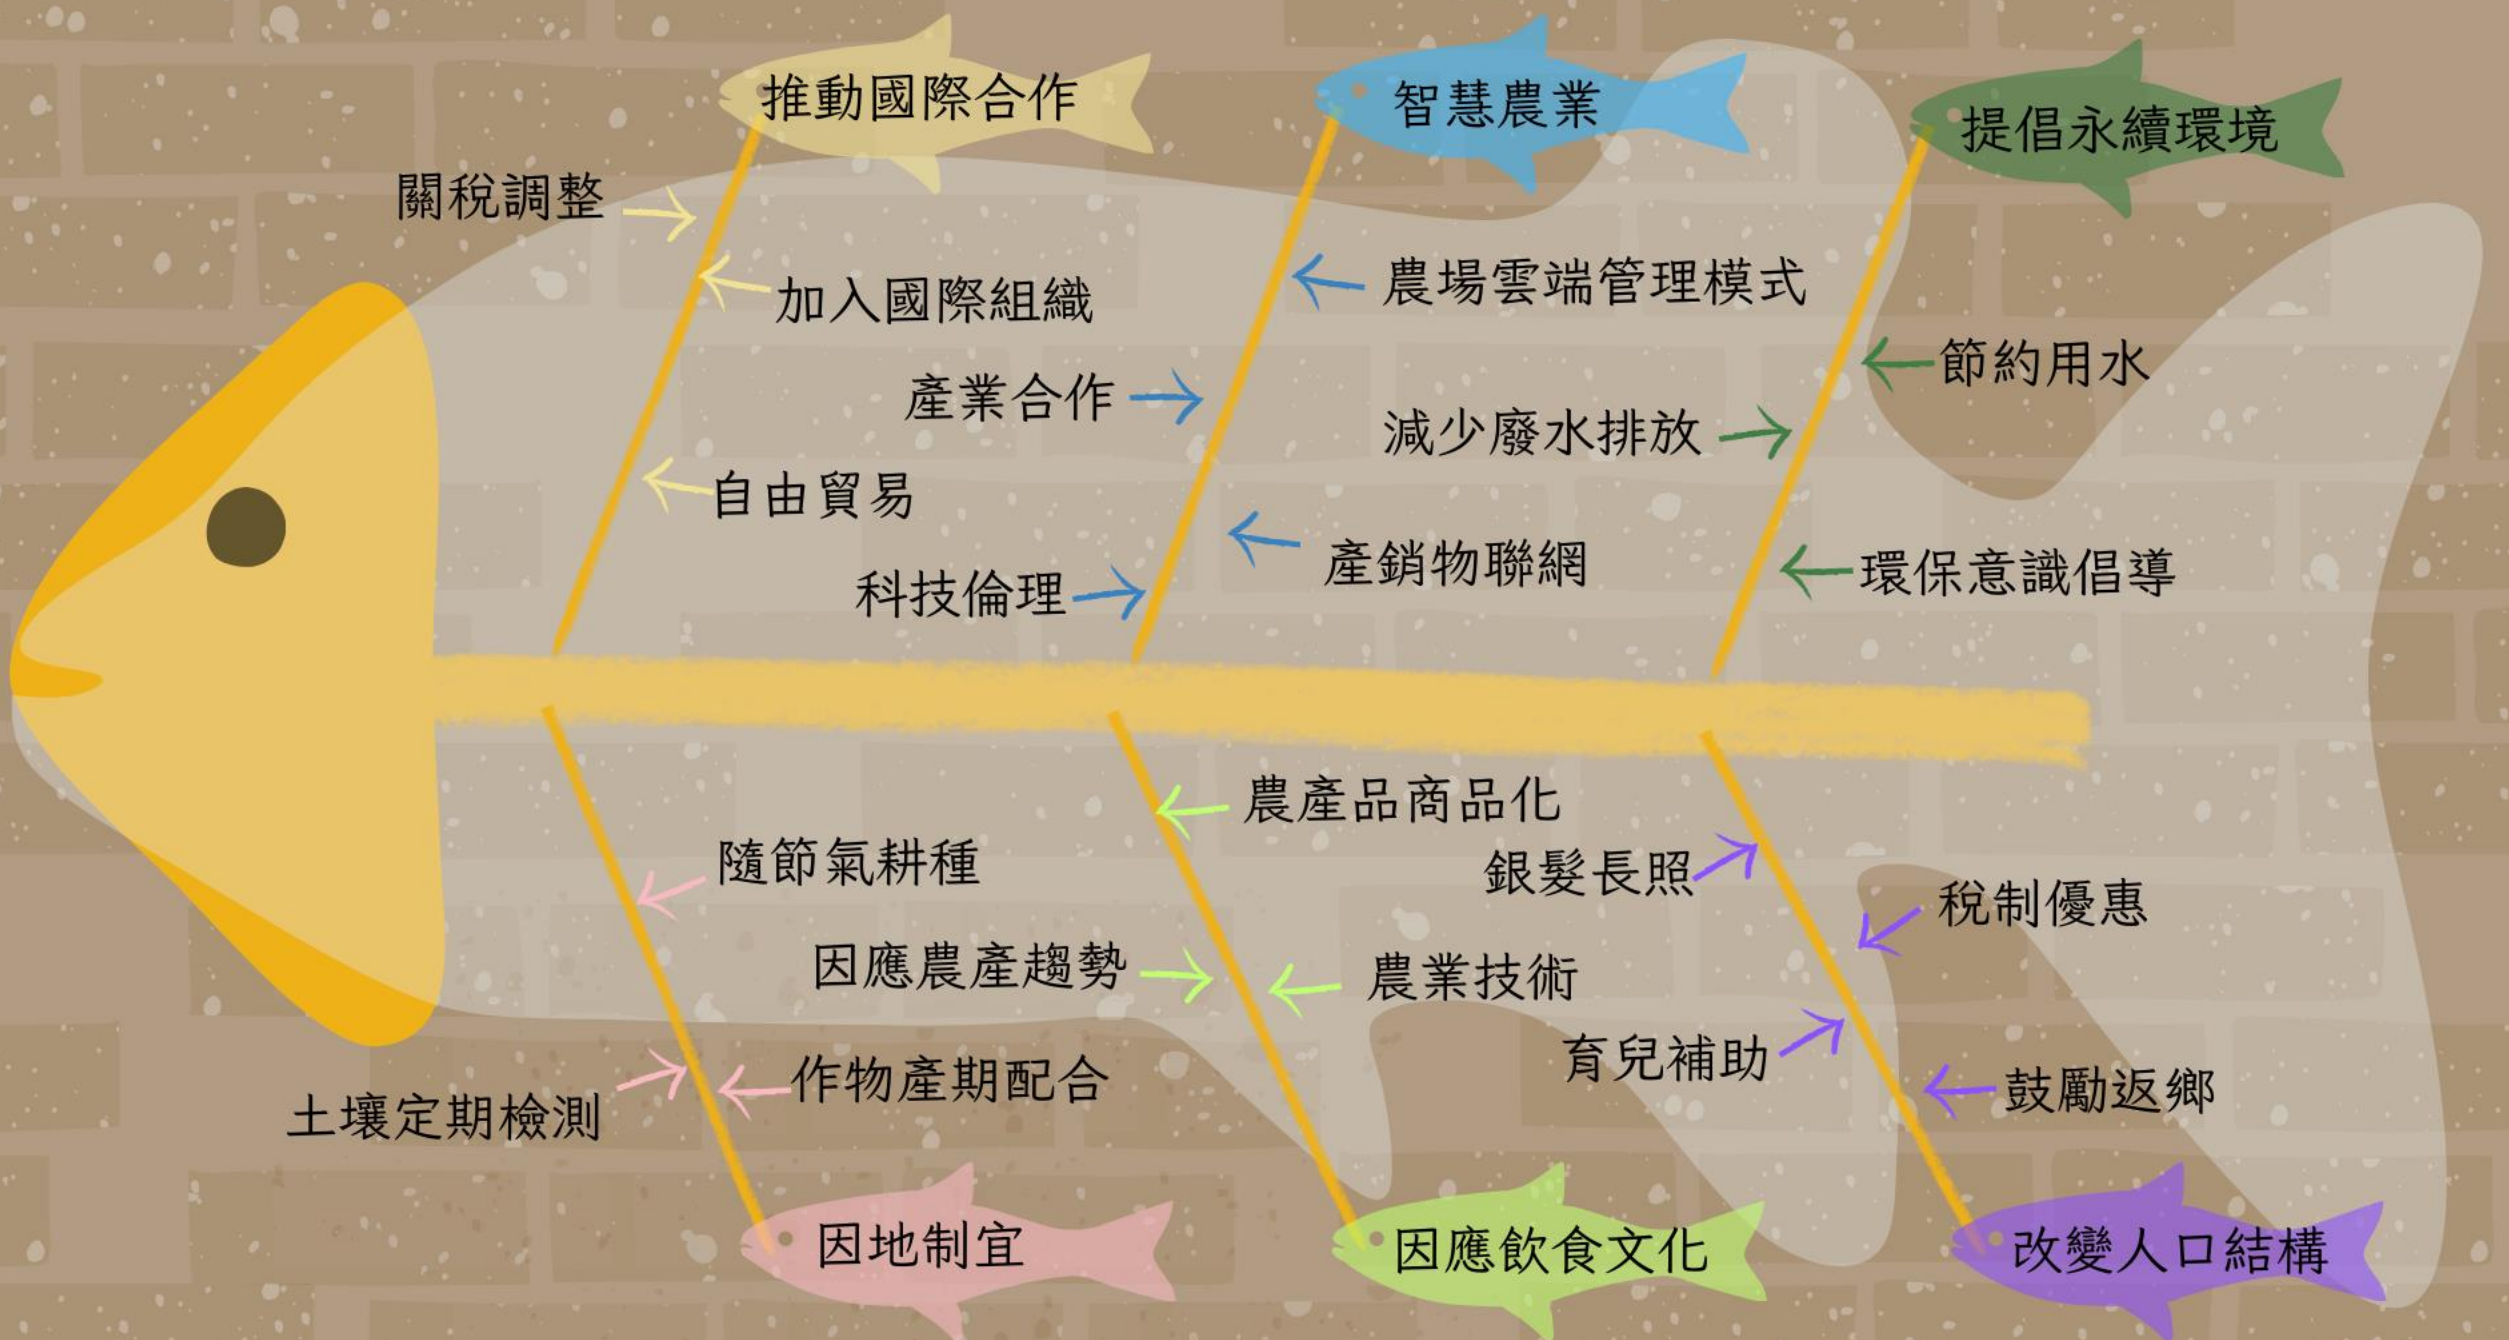 推動國際合作
關稅調整
加入國際組織
自由貿易
智慧農業
農場雲端管理模式
產業合作
產銷物聯網
科技倫理
提倡永續環境
節約用水
減少廢水排放
環保意識倡導
隨節氣耕種
土壤定期檢測
作物產期配合
因地制宜
農產品商品化
因應農產趨勢
農業技術
因應飲食文化
銀髮長照
稅制優惠
育兒補助
鼓勵返鄉
改變人口結構